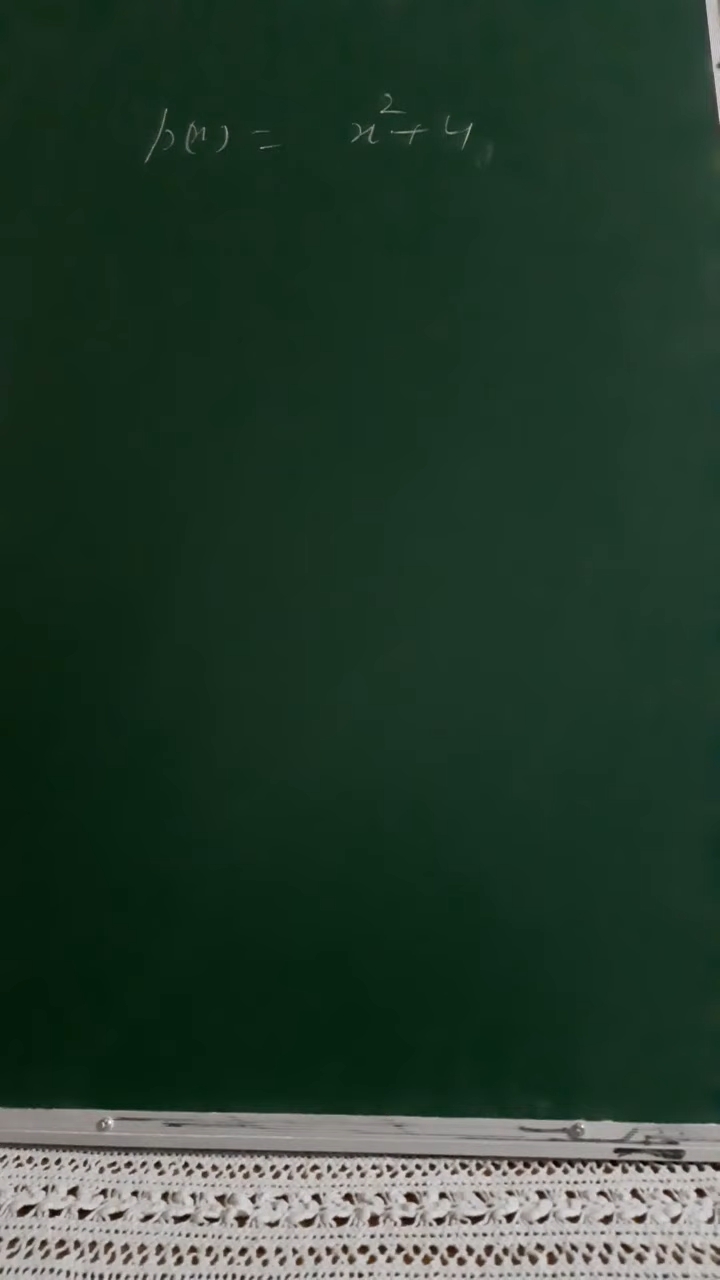 p(x) = x²+4